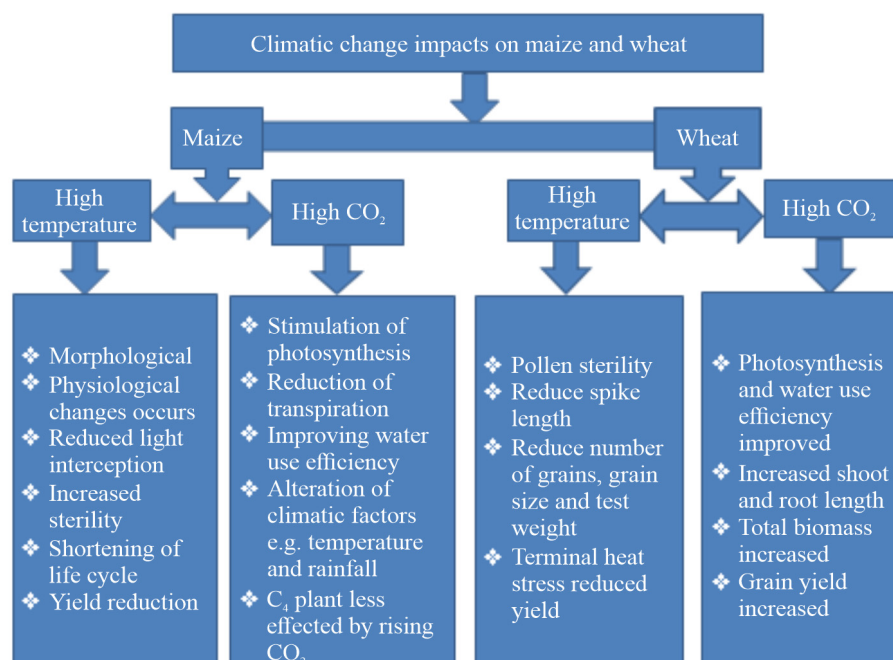 Climatic change impacts on maize and wheat
Maize
Wheat
High
temperature
High CO₂
High
temperature
High CO₂
❖ Morphological
❖ Physiological
changes occurs
❖ Reduced light
interception
❖ Increased
sterility
❖ Shortening of
life cycle
❖ Yield reduction
❖ Stimulation of
photosynthesis
❖ Reduction of
transpiration
❖ Improving water
use efficiency
❖ Alteration of
climatic factors
e.g. temperature
and rainfall
❖ C₄ plant less
effected by rising
CO₂
❖ Pollen sterility
❖ Reduce spike
length
❖ Reduce number
of grains, grain
size and test
weight
❖ Terminal heat
stress reduced
yield
❖ Photosynthesis
and water use
efficiency
improved
❖ Increased shoot
and root length
❖ Total biomass
increased
❖ Grain yield
increased